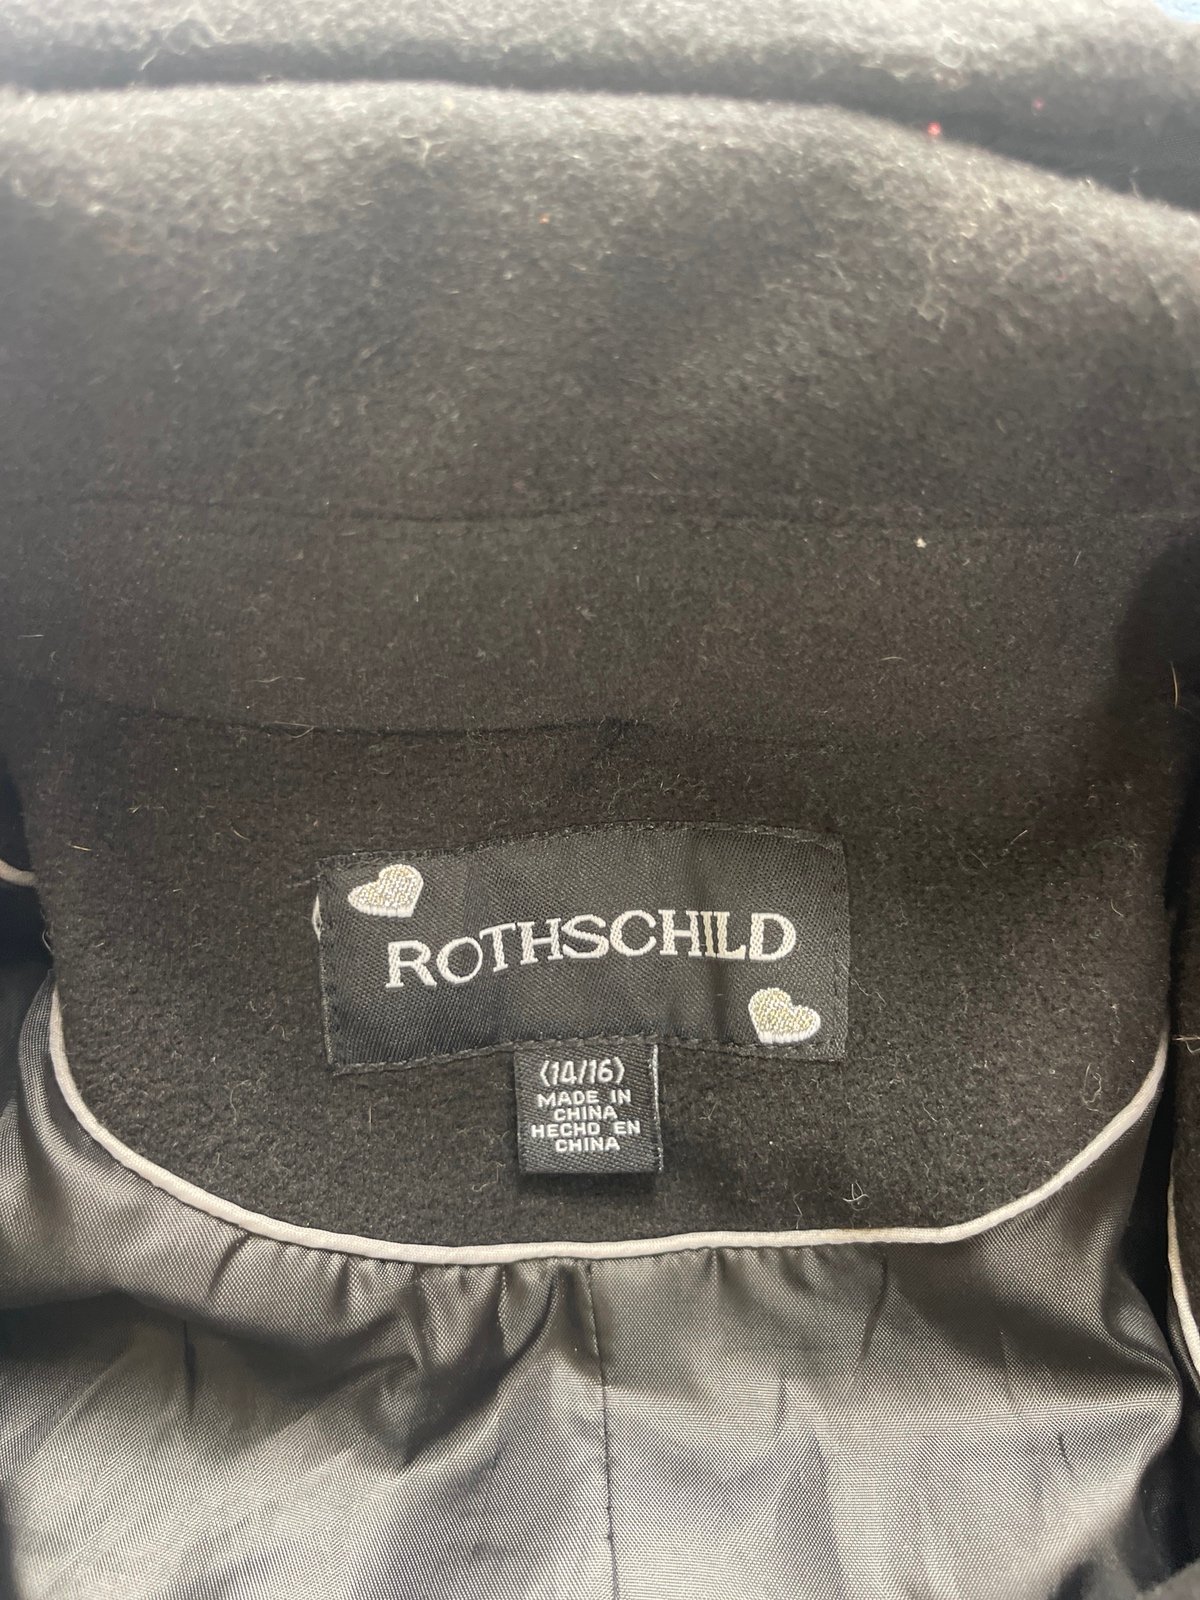 ROTHSCHILD
(14/16)
MADE IN
CHINA
HECHO EN
CHINA